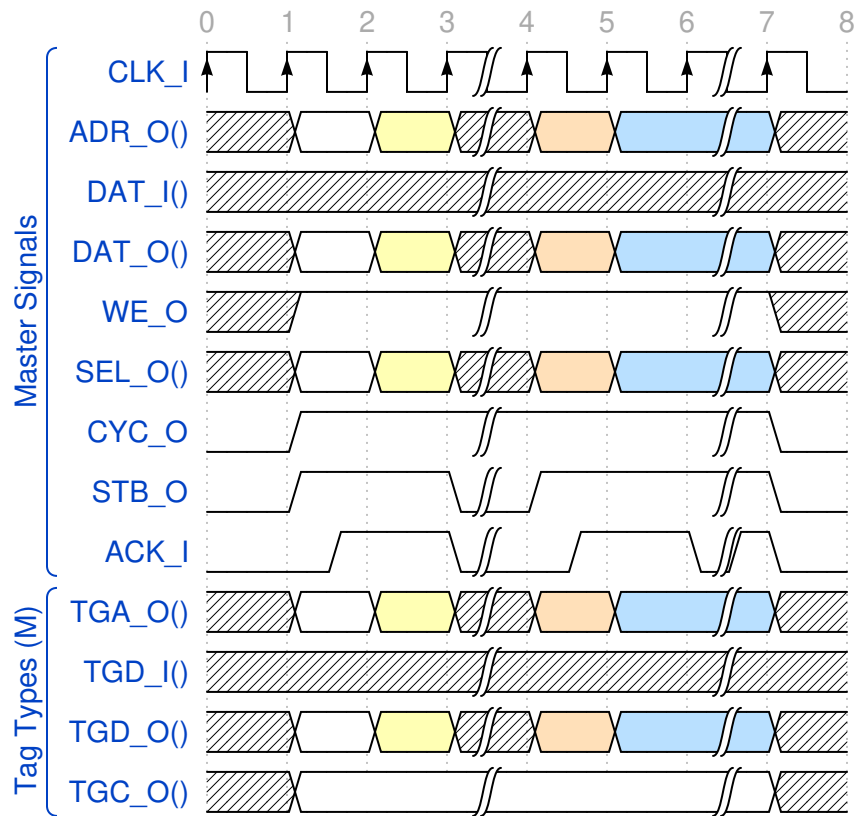 0 1 2 3 4 5 6 7 8
Master Signals
CLK_I
ADR_O()
DAT_I()
DAT_O()
WE_O
SEL_O()
CYC_O
STB_O
ACK_I
Tag Types (M)
TGA_O()
TGD_I()
TGD_O()
TGC_O()